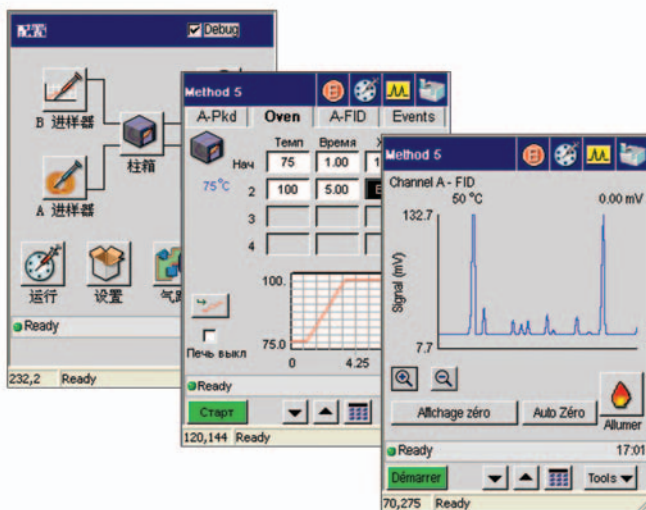 配置
Debug
B 进样器
柱箱
A 进样器
运行
设置
Ready
232,2 Ready
Method 5
A-Pkd Oven A-FID Events
Темп Время
Нач 75 1.00
75°C
2 100 5.00
3
4
100.
75.0
0 4.25
Печь выкл
Ready
Старт
120,144 Ready
Method 5
Channel A - FID
50 °C 0.00 mV
132.7
Signal (mV)
7.7
Affichage zéro
Auto Zéro
Allumer
Ready 17:01
Démarrer
Tools
70,275 Ready